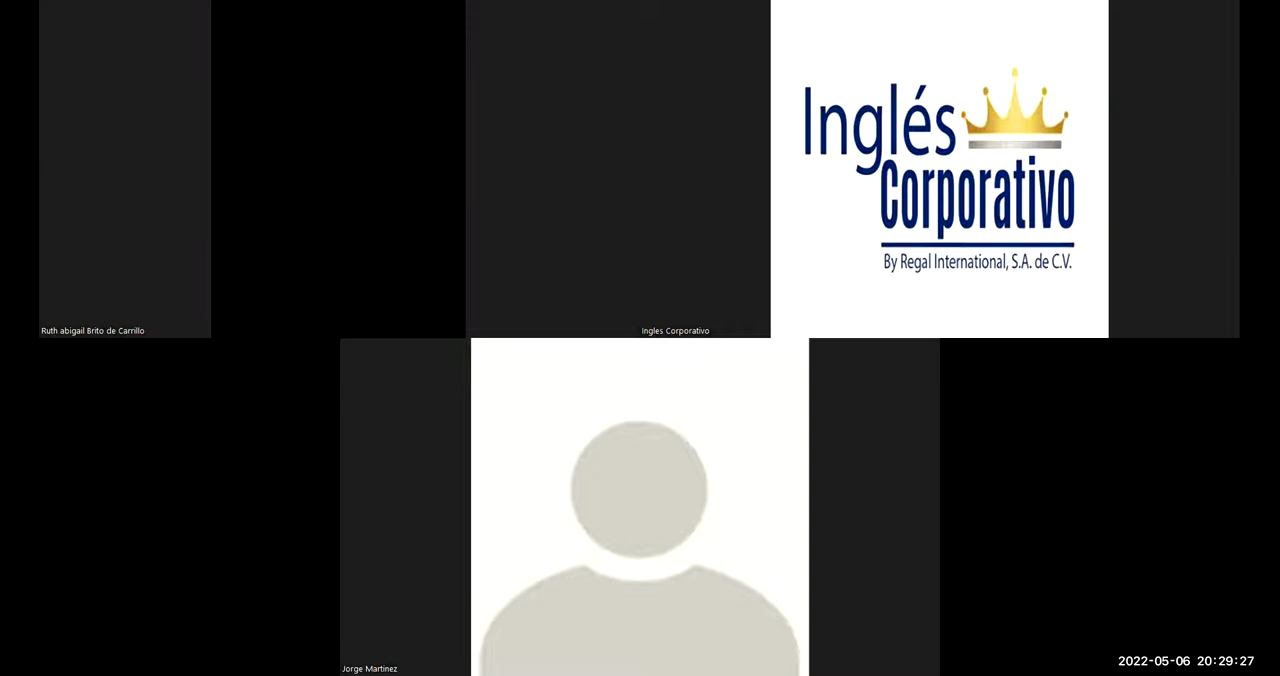 Inglés
Corporativo
By Regal International, S.A. de C.V.
Ruth abigail Brito de Carrillo
Ingles Corporativo
Jorge Martinez
2022-05-06 20:29:27